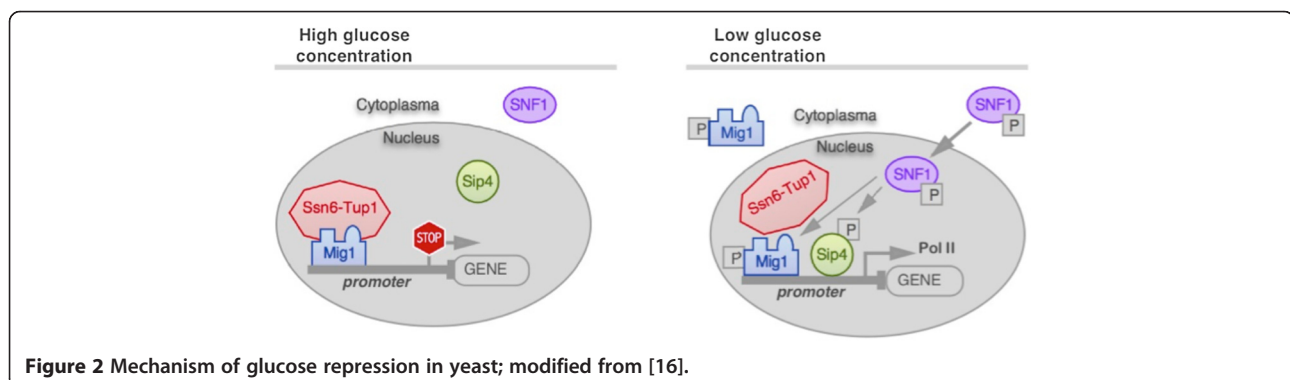 High glucose
concentration
Cytoplasma
SNF1
Nucleus
Sip4
Ssn6-Tup1
STOP
Mig1
GENE
promoter
Low glucose
concentration
SNF1
P
Cytoplasma
P
Mig1
Nucleus
SNF1
P
Ssn6-Tup1
P
Sip4
Pol II
P
Mig1
GENE
promoter
Figure 2 Mechanism of glucose repression in yeast; modified from [16].